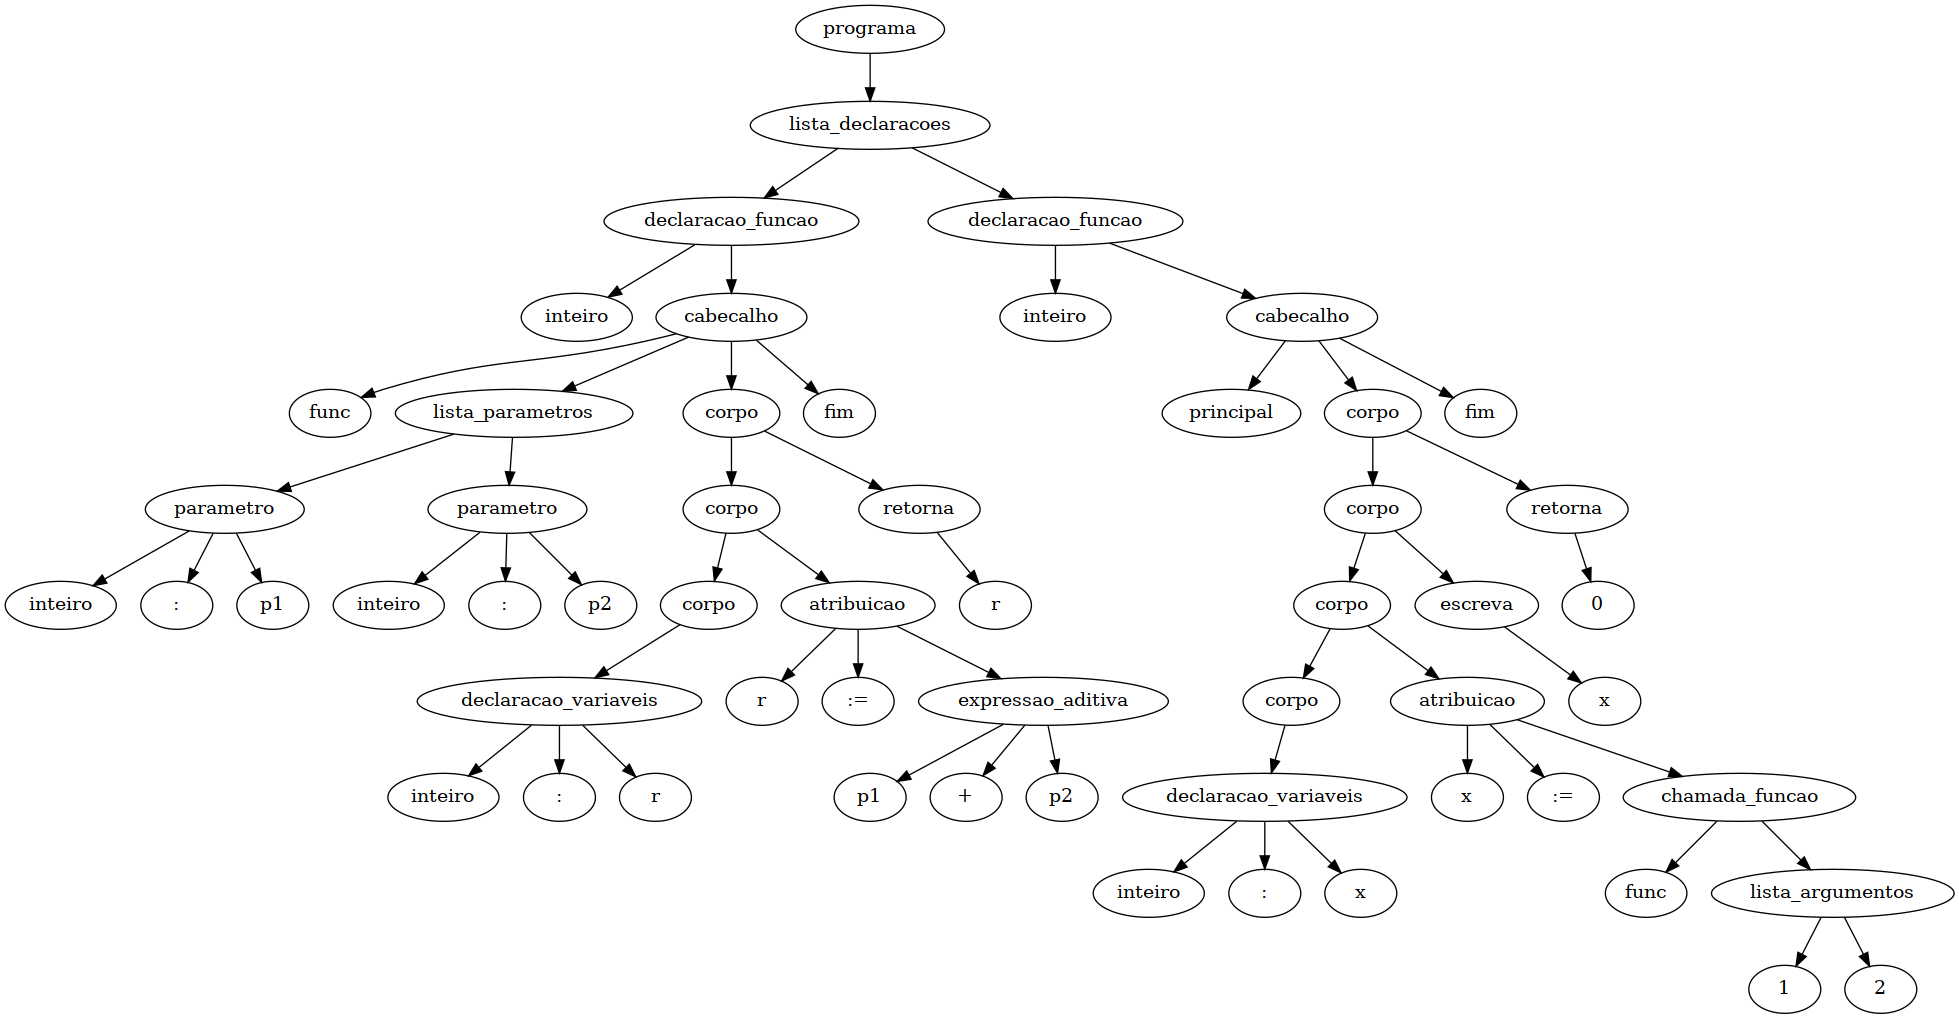 programa
lista_declaracoes
declaracao_funcao declaracao_funcao
inteiro cabecalho inteiro cabecalho
func lista_parametros corpo fim principal corpo fim
parametro parametro corpo retorna corpo retorna
inteiro : p1 inteiro : p2 corpo atribuicao r corpo escreva 0
declaracao_variaveis r := expressao_aditiva corpo atribuicao x
inteiro : r p1 + p2 declaracao_variaveis x := chamada_funcao
inteiro : x func lista_argumentos
1 2